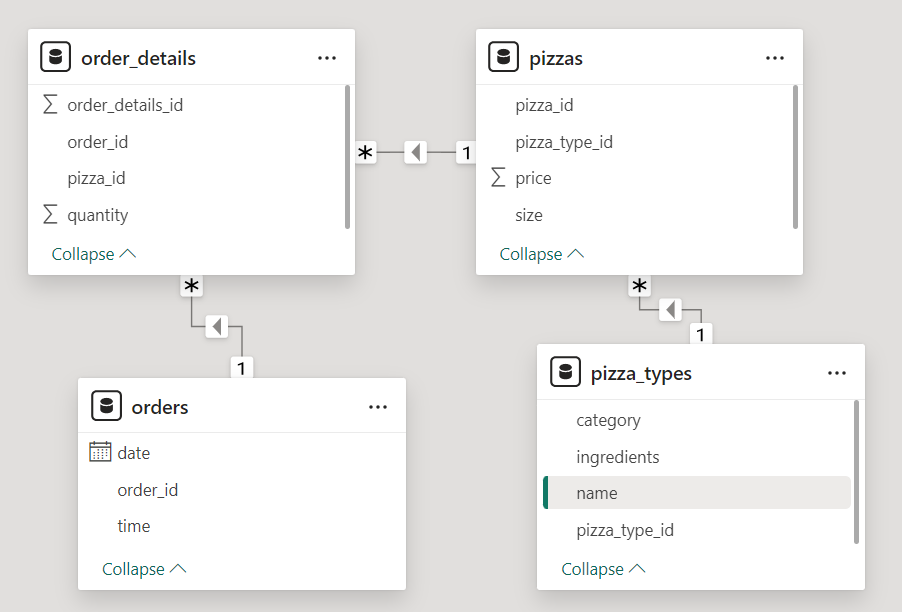 order_details
...
Σ order_details_id
order_id
pizza_id
Σ quantity
Collapse
pizzas
...
pizza_id
pizza_type_id
Σ price
size
Collapse
* 1
*
1
*
1
orders
...
date
order_id
time
Collapse
pizza_types
...
category
ingredients
name
pizza_type_id
Collapse